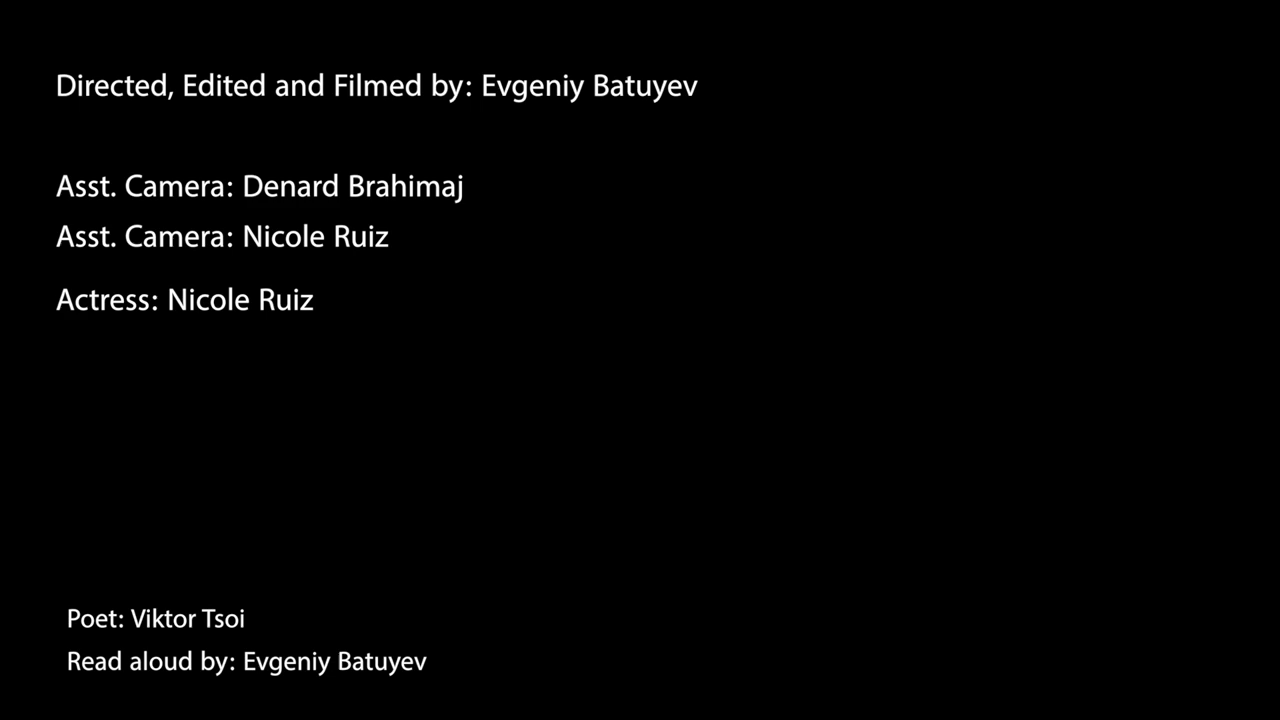 Directed, Edited and Filmed by: Evgeniy Batuyev
Asst. Camera: Denard Brahimaj
Asst. Camera: Nicole Ruiz
Actress: Nicole Ruiz
Poet: Viktor Tsoi
Read aloud by: Evgeniy Batuyev